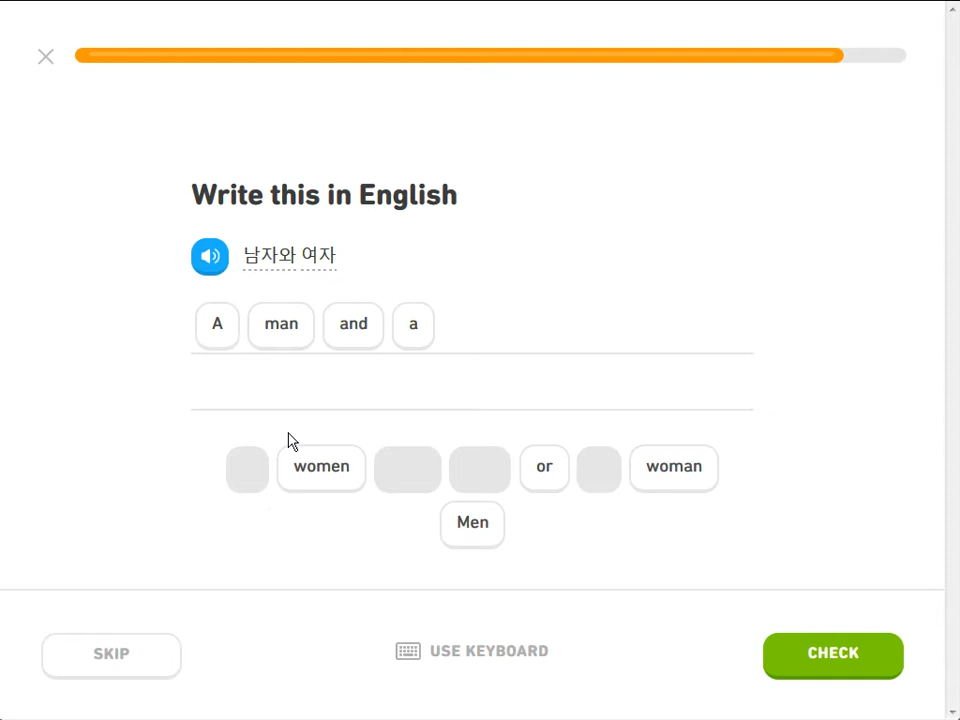 Write this in English
남자와 여자
A man and a
women or woman
Men
SKIP USE KEYBOARD CHECK